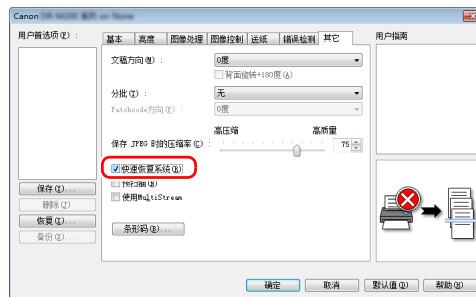 Canon on None
用户首选项(P) :
基本 亮度 图像处理 图像控制 送纸 错误检测 其它
用户指南
文稿方向(N) : 0度
背面旋转+180度(A)
分批(T) : 无
Patchcode方向(P) : 0度
高压缩 高质量
保存 JPEG 时的压缩率(C) : 75
快速恢复系统(R)
预扫描(W)
使用MultiStream
条形码(B)...
保存(Y)...
删除(J)
恢复(E)...
备份(G)...
确定 取消 默认值(D) 帮助(H)